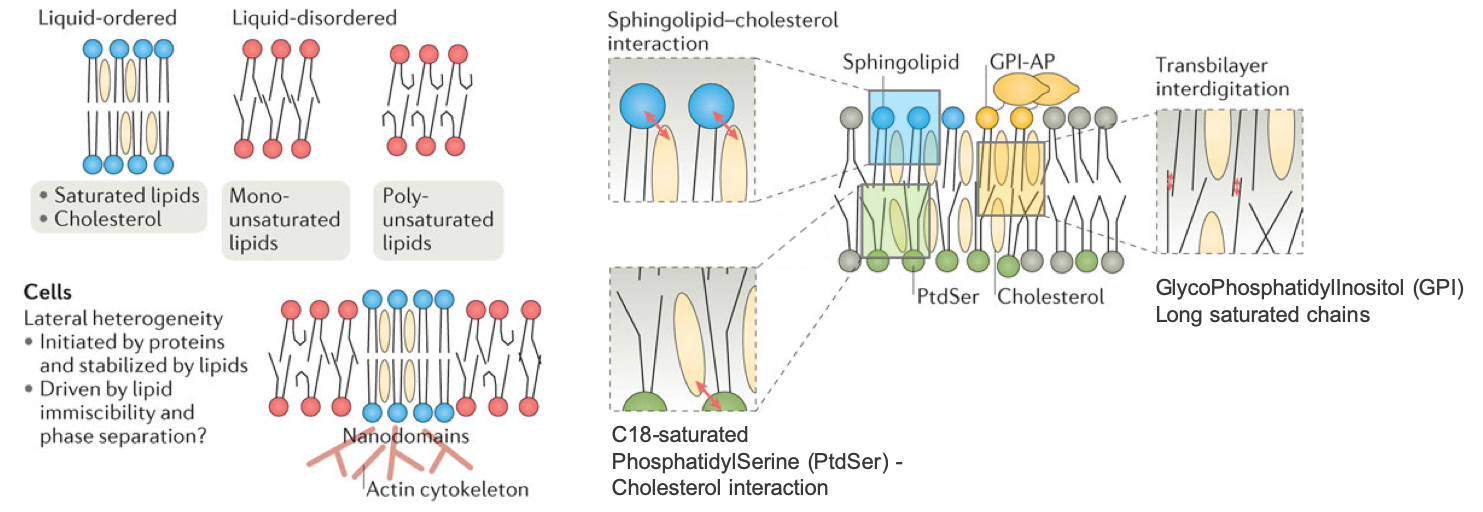 Liquid-ordered
Liquid-disordered
• Saturated lipids
• Cholesterol
Mono-
unsaturated
lipids
Poly-
unsaturated
lipids
Cells
Lateral heterogeneity
• Initiated by proteins
and stabilized by lipids
• Driven by lipid
immiscibility and
phase separation?
Nanodomains
Actin cytokeleton
Sphingolipid–cholesterol
interaction
Sphingolipid
GPI-AP
Transbilayer
interdigitation
PtdSer
Cholesterol
GlycoPhosphatidylInositol (GPI)
Long saturated chains
C18-saturated
PhosphatidylSerine (PtdSer) -
Cholesterol interaction